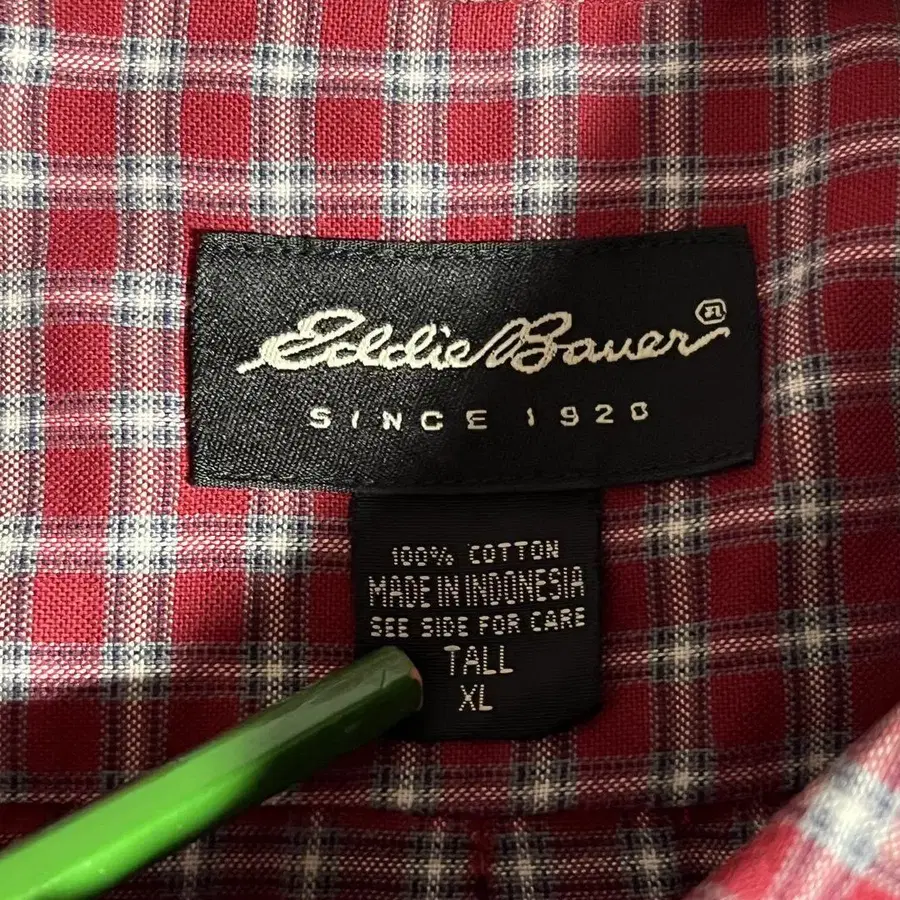 Eddie Bauer ®
SINCE 1920
100% COTTON
MADE IN INDONESIA
SEE SIDE FOR CARE
TALL
XL